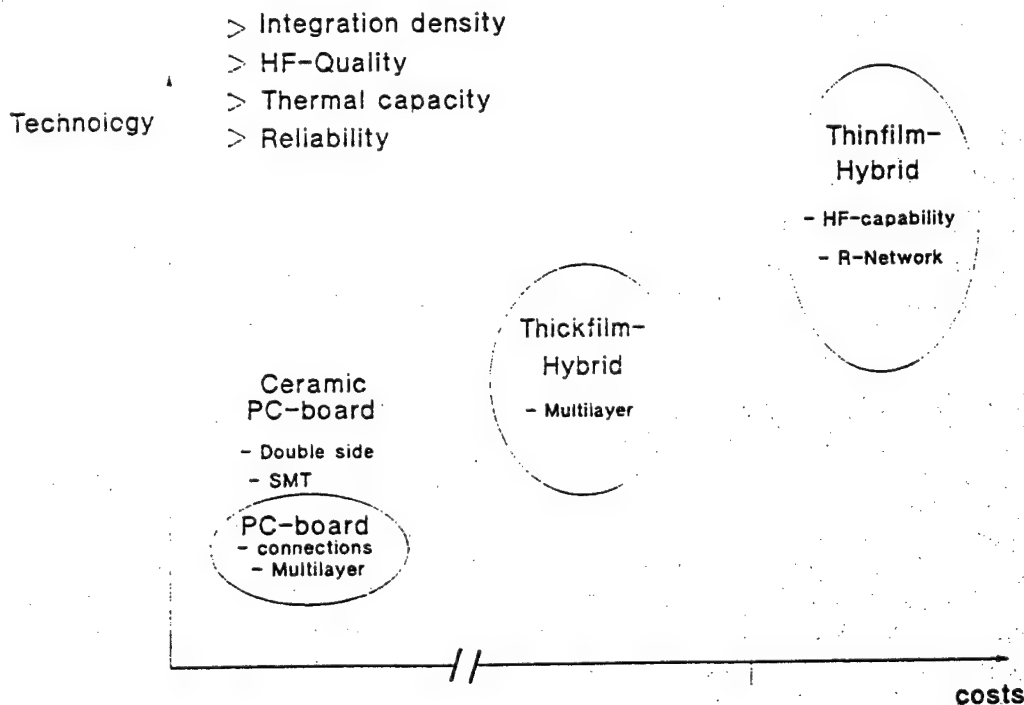 > Integration density
> HF-Quality
> Thermal capacity
> Reliability
Technoicgy
Thinfilm-
Hybrid
- HF-capability
- R-Network
Thickfilm-
Hybrid
- Multilayer
Ceramic
PC-board
- Double side
- SMT
PC-board
- connections
- Multilayer
costs